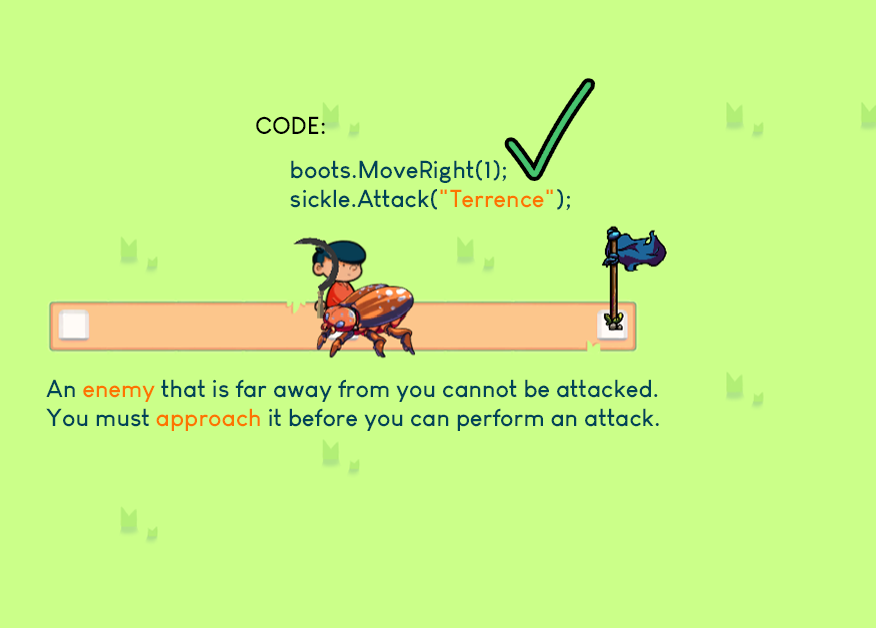 CODE:
boots.MoveRight(1);
sickle.Attack("Terrence");
An enemy that is far away from you cannot be attacked.
You must approach it before you can perform an attack.